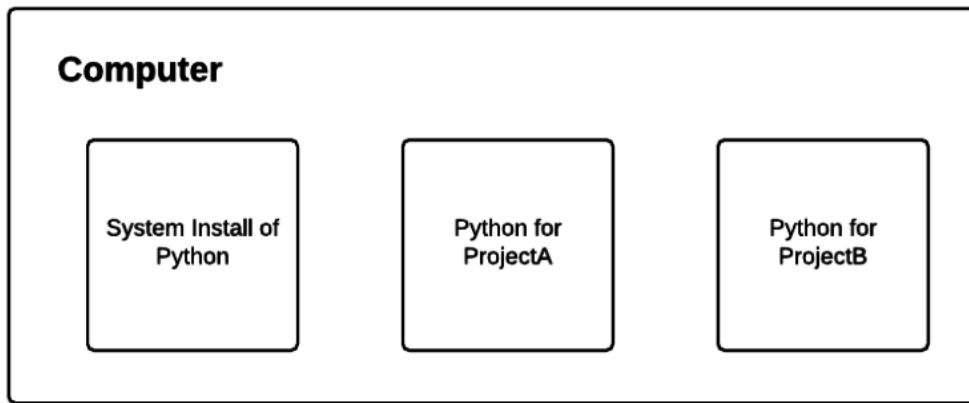 Computer
System Install of
Python
Python for
ProjectA
Python for
ProjectB